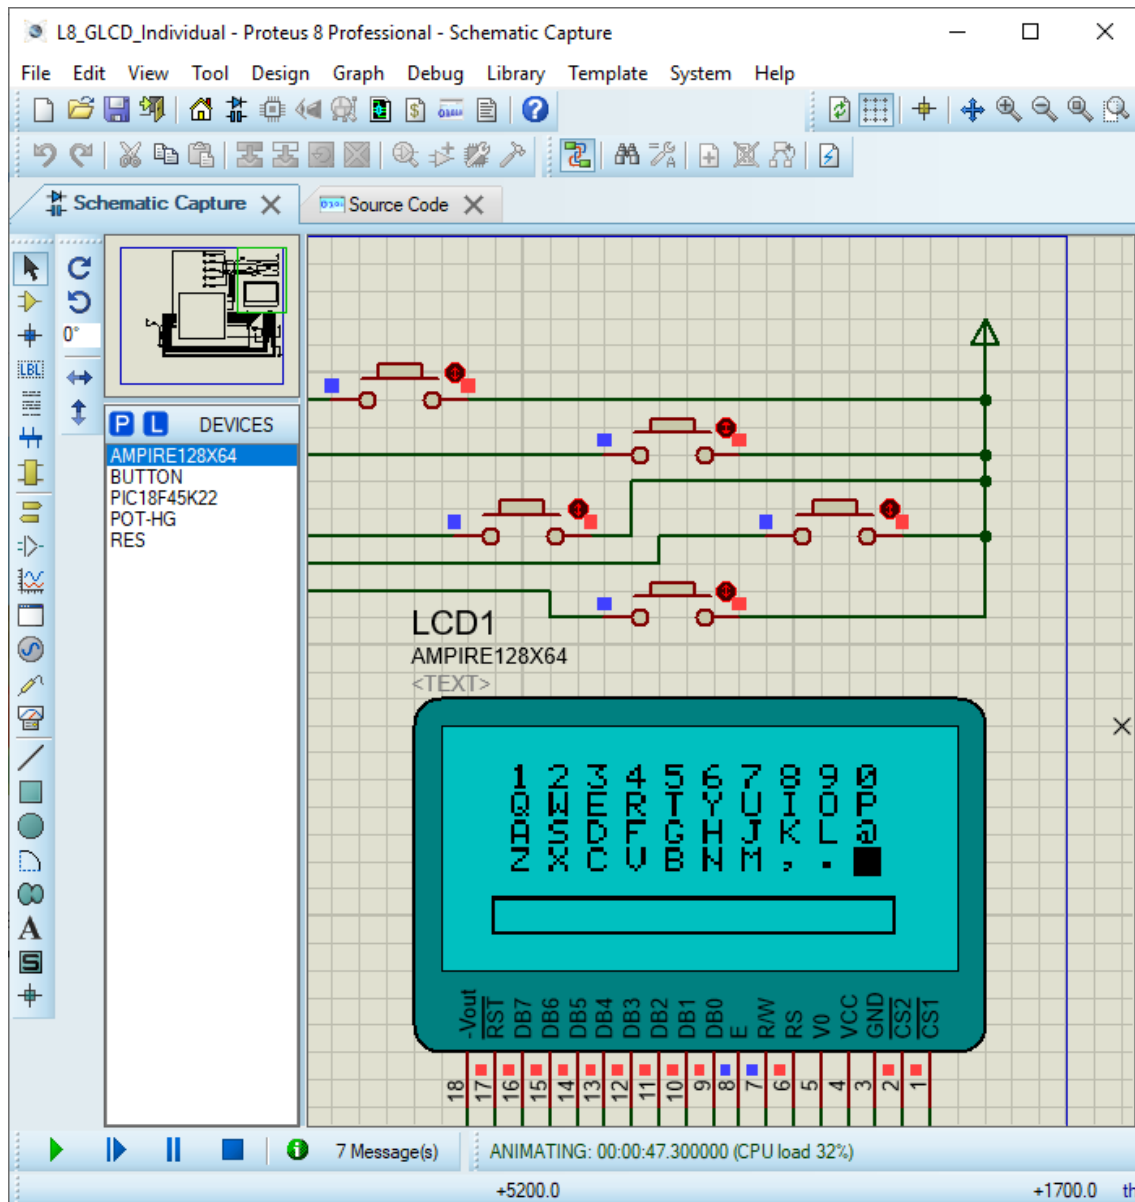 L8_GLCD_Individual - Proteus 8 Professional - Schematic Capture
File Edit View Tool Design Graph Debug Library Template System Help
Schematic Capture Source Code
0°
LBL
P L DEVICES
AMPIRE128X64
BUTTON
PIC18F45K22
POT-HG
RES
A
S
LCD1
AMPIRE128X64
<TEXT>
1 2 3 4 5 6 7 8 9 0
Q W E R T Y U I O P
A S D F G H J K L @
Z X C V B N M , .
-Vout RST DB7 DB6 DB5 DB4 DB3 DB2 DB1 DB0 E R/W RS V0 VCC GND CS2 CS1
18 17 16 15 14 13 12 11 10 9 8 7 6 5 4 3 2 1
7 Message(s) ANIMATING: 00:00:47.300000 (CPU load 32%)
+5200.0 +1700.0 th